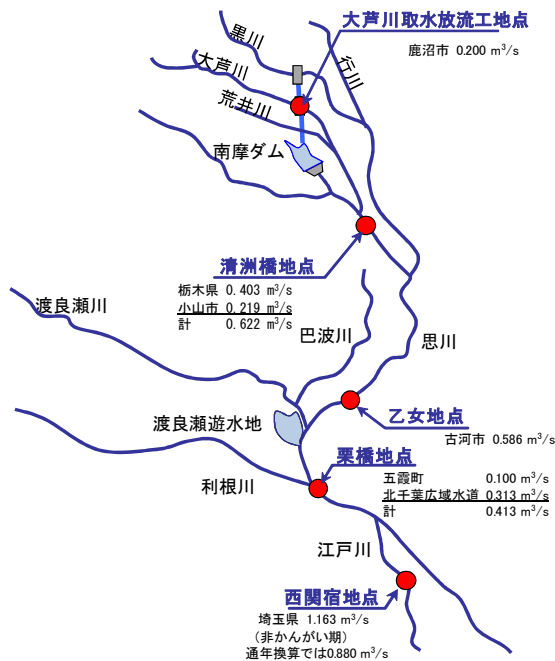 大芦川取水放流工地点
鹿沼市 0.200 m³/s
黒川
行川
大芦川
荒井川
南摩ダム
清洲橋地点
栃木県 0.403 m³/s
小山市 0.219 m³/s
計 0.622 m³/s
渡良瀬川
巴波川
思川
乙女地点
古河市 0.586 m³/s
渡良瀬遊水地
栗橋地点
五霞町 0.100 m³/s
北千葉広域水道 0.313 m³/s
計 0.413 m³/s
利根川
江戸川
西関宿地点
埼玉県 1.163 m³/s
(非かんがい期)
通年換算では0.880 m³/s